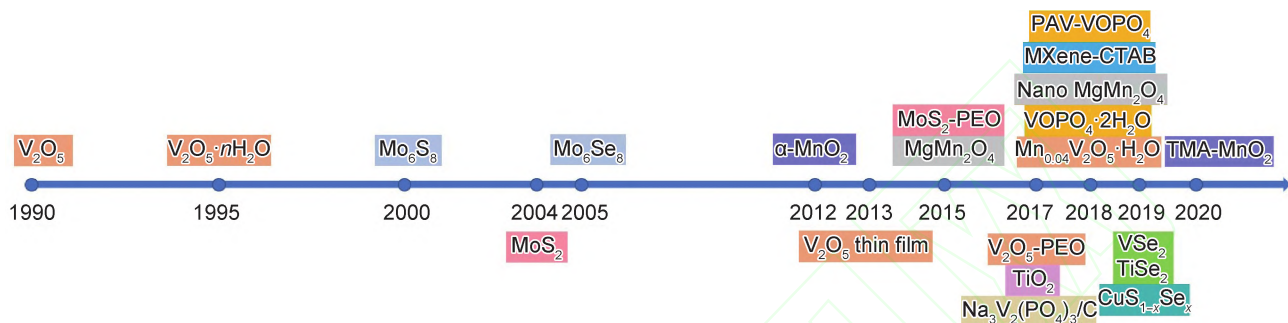 PAV-VOPO₄
MXene-CTAB
Nano MgMn₂O₄
MoS₂-PEO
VOPO₄·2H₂O
V₂O₅
V₂O₅·nH₂O
Mo₆S₈
Mo₆Se₈
α-MnO₂
MgMn₂O₄
Mn₀.₀₄V₂O₅·H₂O
TMA-MnO₂
1990 1995 2000 2004 2005 2012 2013 2015 2017 2018 2019 2020
MoS₂
V₂O₅ thin film
V₂O₅-PEO
VSe₂
TiO₂
TiSe₂
Na₃V₂(PO₄)₃/C
CuS₁₋ₓSeₓ